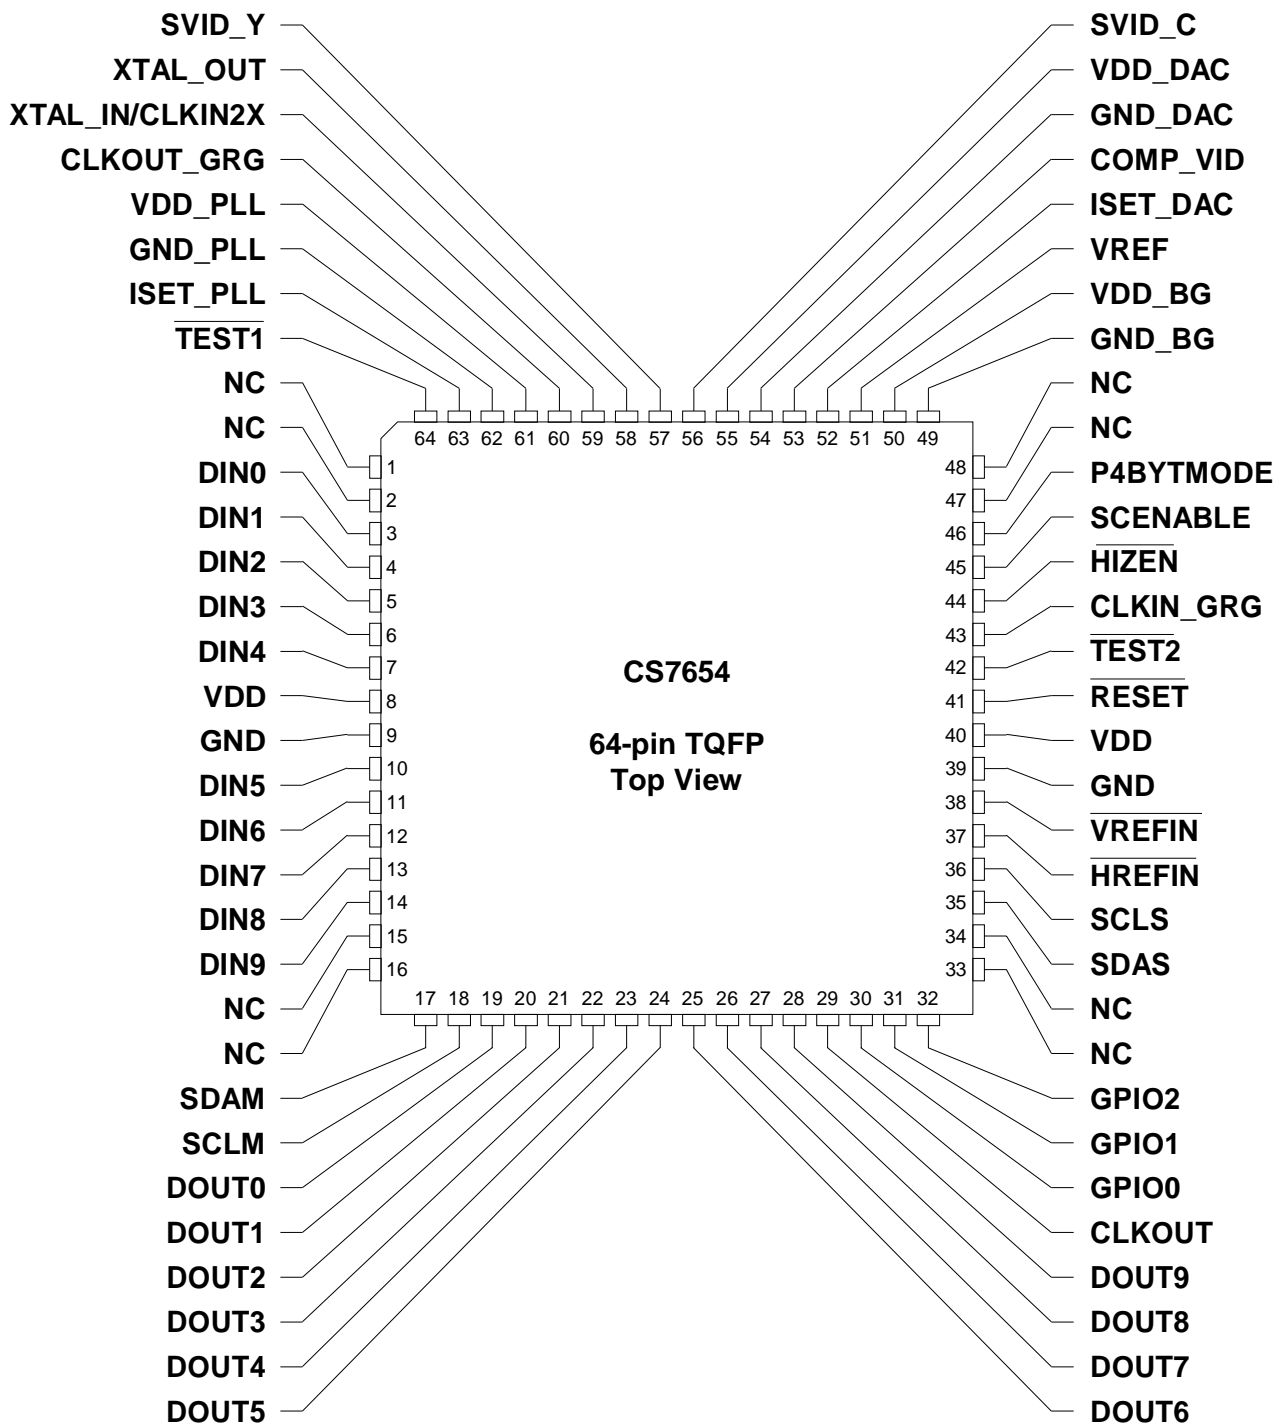 SVID_Y
XTAL_OUT
XTAL_IN/CLKIN2X
CLKOUT_GRG
VDD_PLL
GND_PLL
ISET_PLL
TEST1
NC
NC
DIN0
DIN1
DIN2
DIN3
DIN4
VDD
GND
DIN5
DIN6
DIN7
DIN8
DIN9
NC
NC
SDAM
SCLM
DOUT0
DOUT1
DOUT2
DOUT3
DOUT4
DOUT5
64 63 62 61 60 59 58 57 56 55 54 53 52 51 50 49
1
2
3
4
5
6
7
8
9
10
11
12
13
14
15
16
CS7654
64-pin TQFP
Top View
48
47
46
45
44
43
42
41
40
39
38
37
36
35
34
33
17 18 19 20 21 22 23 24 25 26 27 28 29 30 31 32
SVID_C
VDD_DAC
GND_DAC
COMP_VID
ISET_DAC
VREF
VDD_BG
GND_BG
NC
NC
P4BYTMODE
SCENABLE
HIZEN
CLKIN_GRG
TEST2
RESET
VDD
GND
VREFIN
HREFIN
SCLS
SDAS
NC
NC
GPIO2
GPIO1
GPIO0
CLKOUT
DOUT9
DOUT8
DOUT7
DOUT6